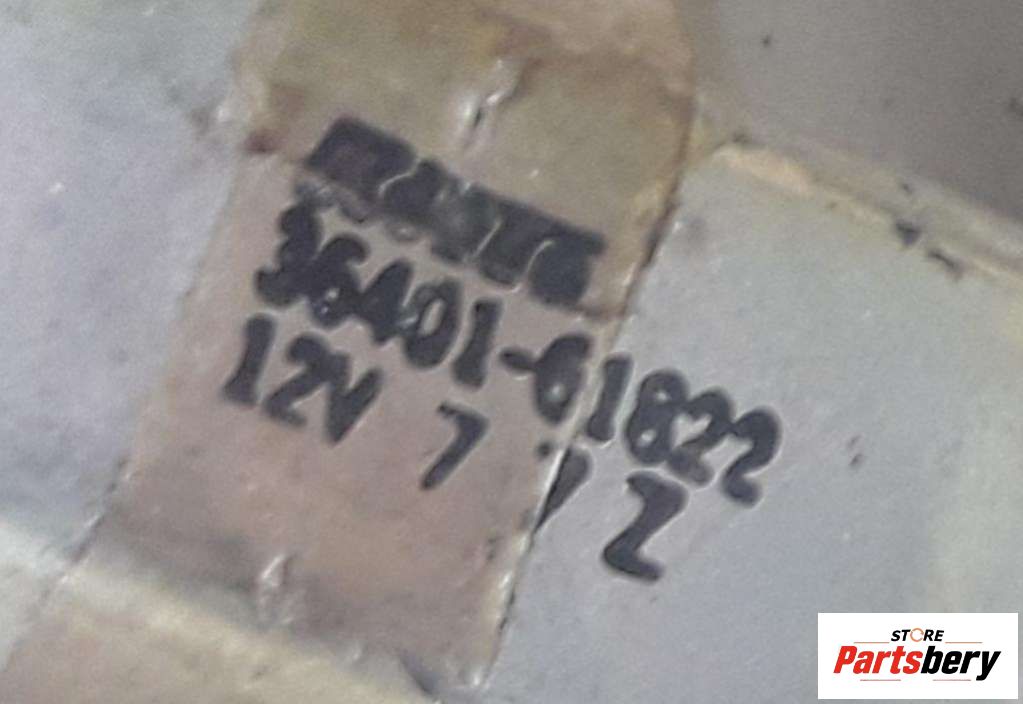 36401-61822
12V 7 Z
STORE
Partsbery